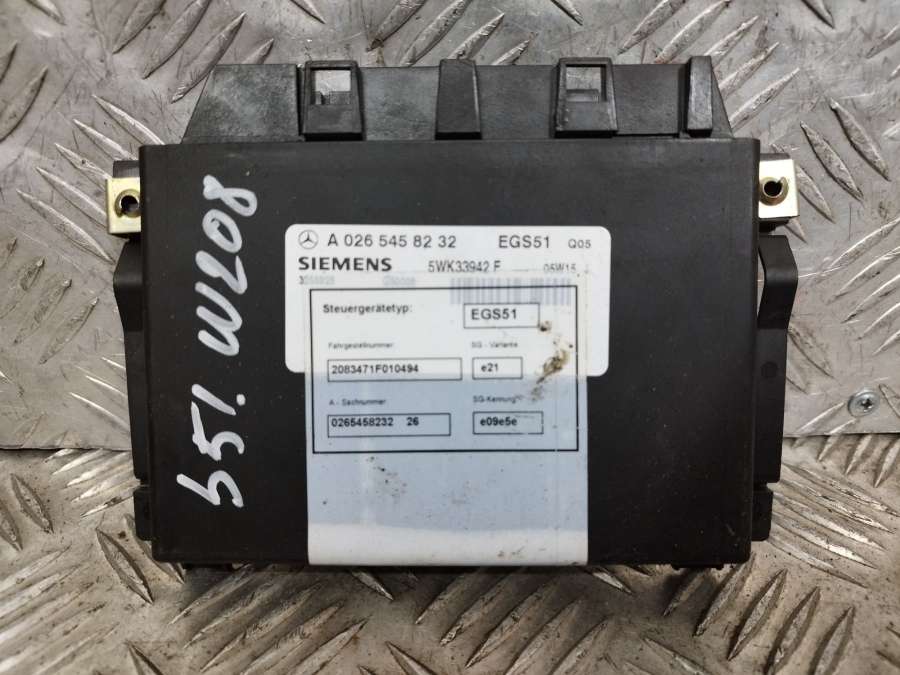 551. W208
A 026 545 82 32 EGS51 Q05
SIEMENS 5WK33942 F 05W15
Steuergerätetyp: EGS51
Fahrgestellnummer: SG - Variante
2083471F010494 e21
A - Sachnummer SG-Kennung
0265458232 26 e09e5e